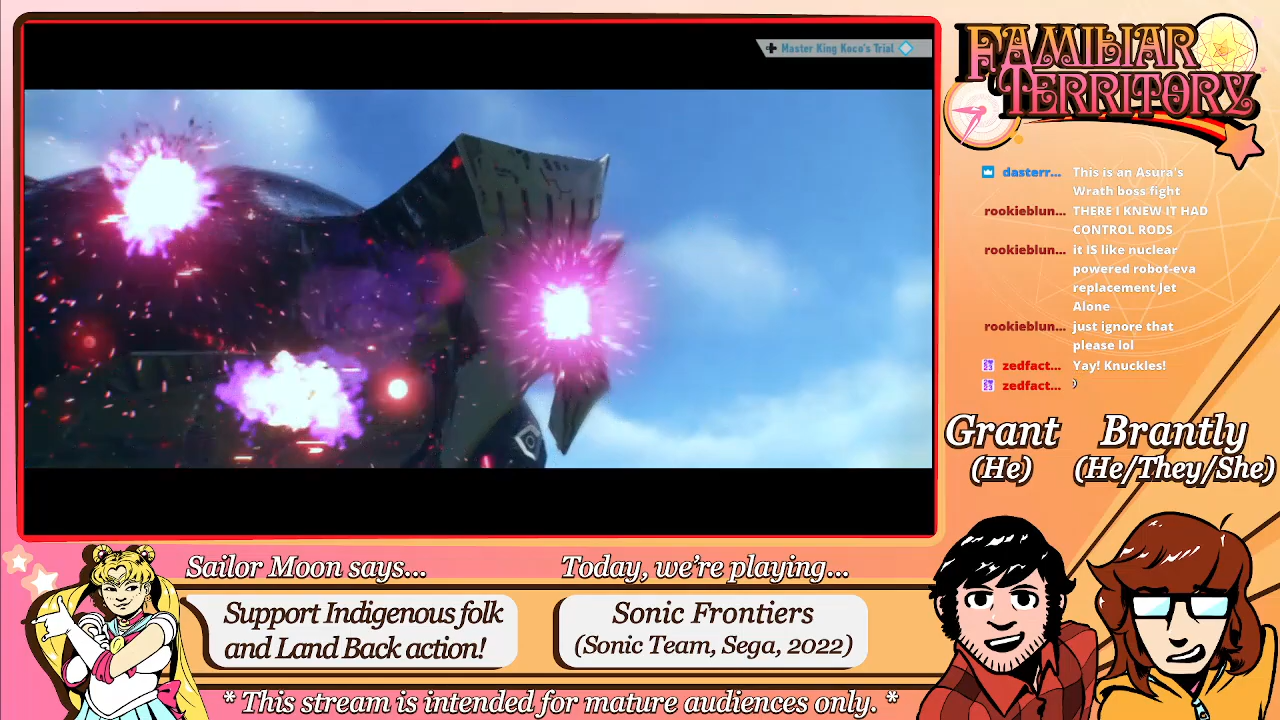 Master King Koco's Trial
FAMILIAR
TERRITORY
dasterr... This is an Asura's
Wrath boss fight
rookieblun... THERE I KNEW IT HAD
CONTROL RODS
rookieblun... it IS like nuclear
powered robot-eva
replacement Jet
Alone
rookieblun... just ignore that
please lol
zedfact... Yay! Knuckles!
zedfact...
Grant
(He)
Brantly
(He/They/She)
Sailor Moon says...
Support Indigenous folk
and Land Back action!
Today, we're playing...
Sonic Frontiers
(Sonic Team, Sega, 2022)
* This stream is intended for mature audiences only. *